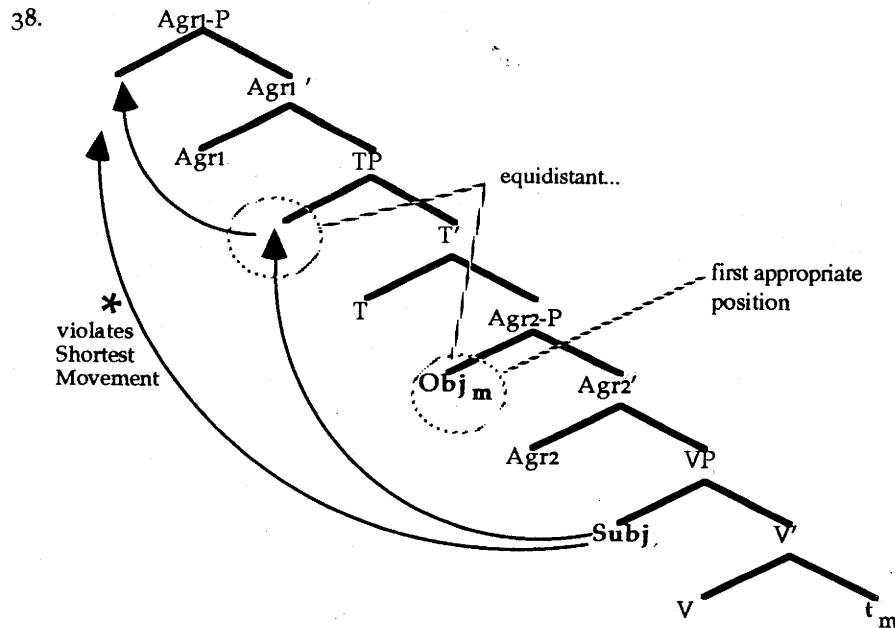 38.
Agr1-P
Agr1 '
Agr1
TP
equidistant...
T'
first appropriate
position
T
Agr2-P
*
violates
Shortest
Movement
Obj m
Agr2'
Agr2
VP
Subj
V'
V
t m